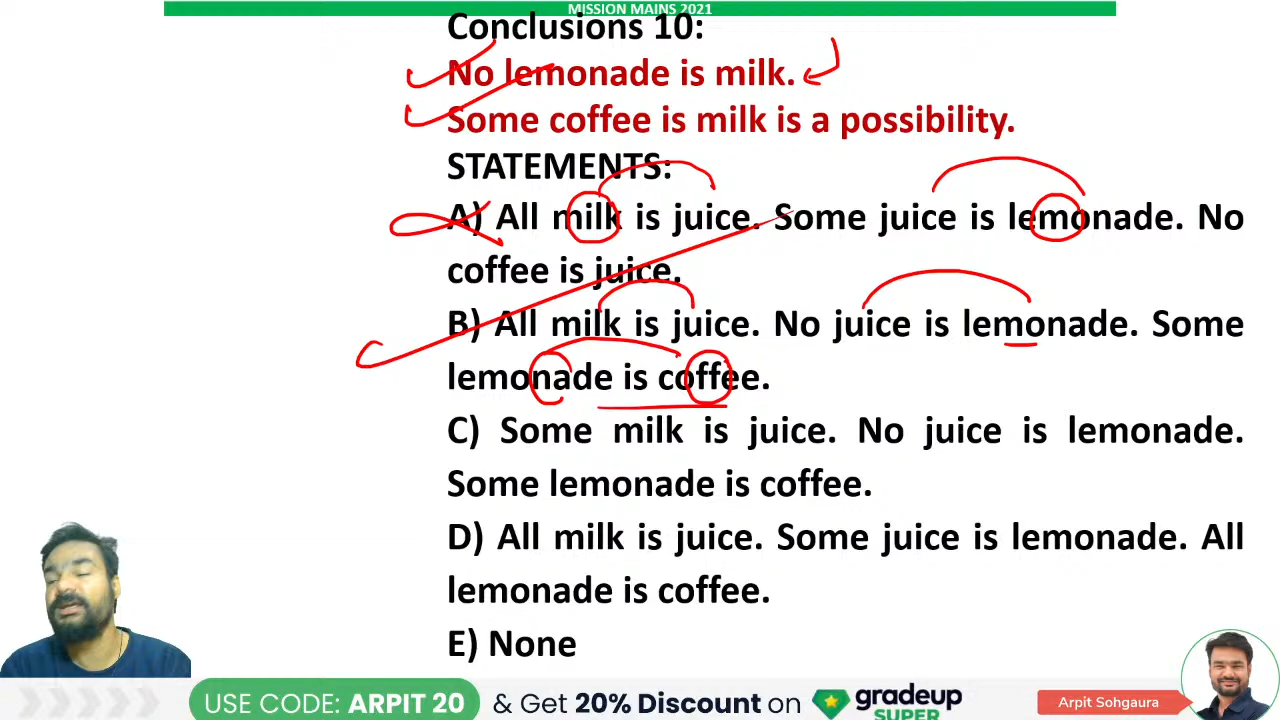 MISSION MAINS 2021
Conclusions 10:
No lemonade is milk.
Some coffee is milk is a possibility.
STATEMENTS:
A) All milk is juice. Some juice is lemonade. No
coffee is juice.
B) All milk is juice. No juice is lemonade. Some
lemonade is coffee.
C) Some milk is juice. No juice is lemonade.
Some lemonade is coffee.
D) All milk is juice. Some juice is lemonade. All
lemonade is coffee.
E) None
USE CODE: ARPIT 20 & Get 20% Discount on gradeup SUPER
Arpit Sohgaura